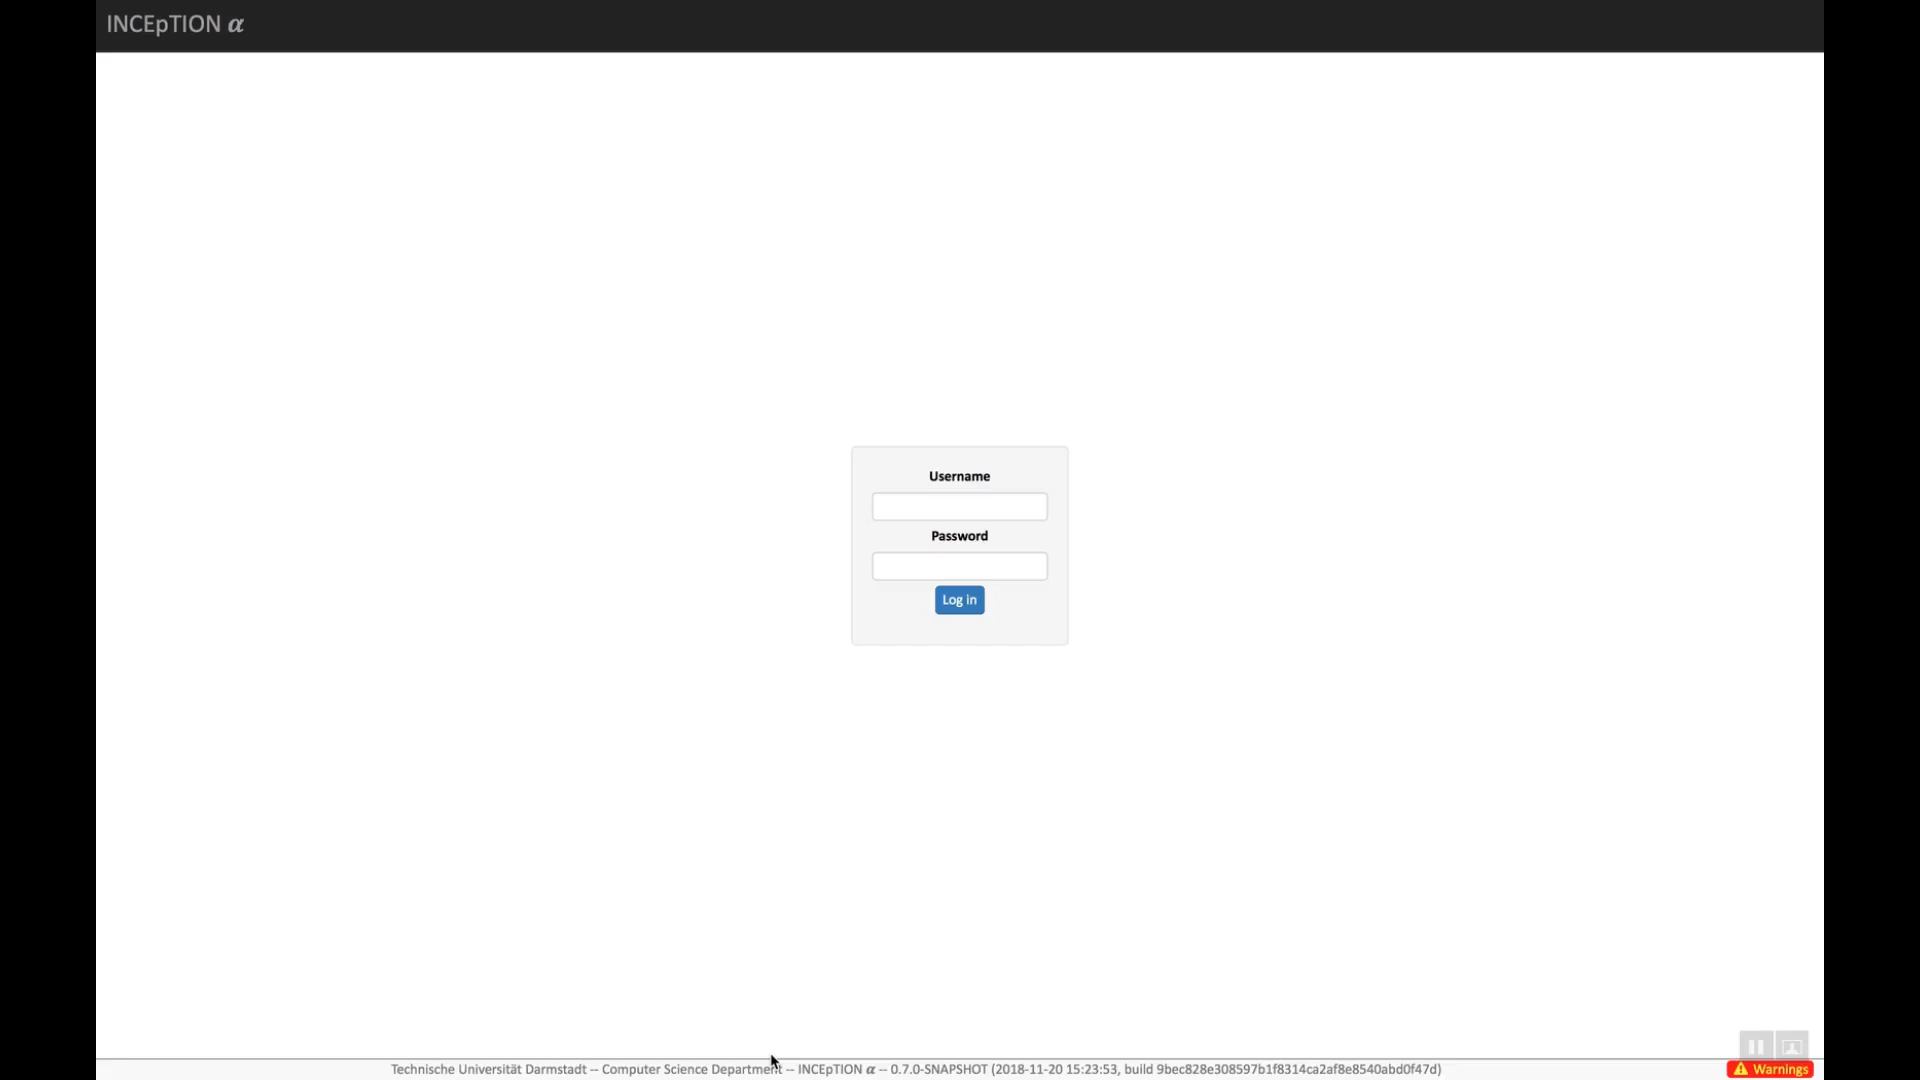 INCEpTION α
Username
Password
Log in
Technische Universität Darmstadt -- Computer Science Department -- INCEpTION α -- 0.7.0-SNAPSHOT (2018-11-20 15:23:53, build 9bec828e308597b1f8314ca2af8e8540abd0f47d)
Warnings